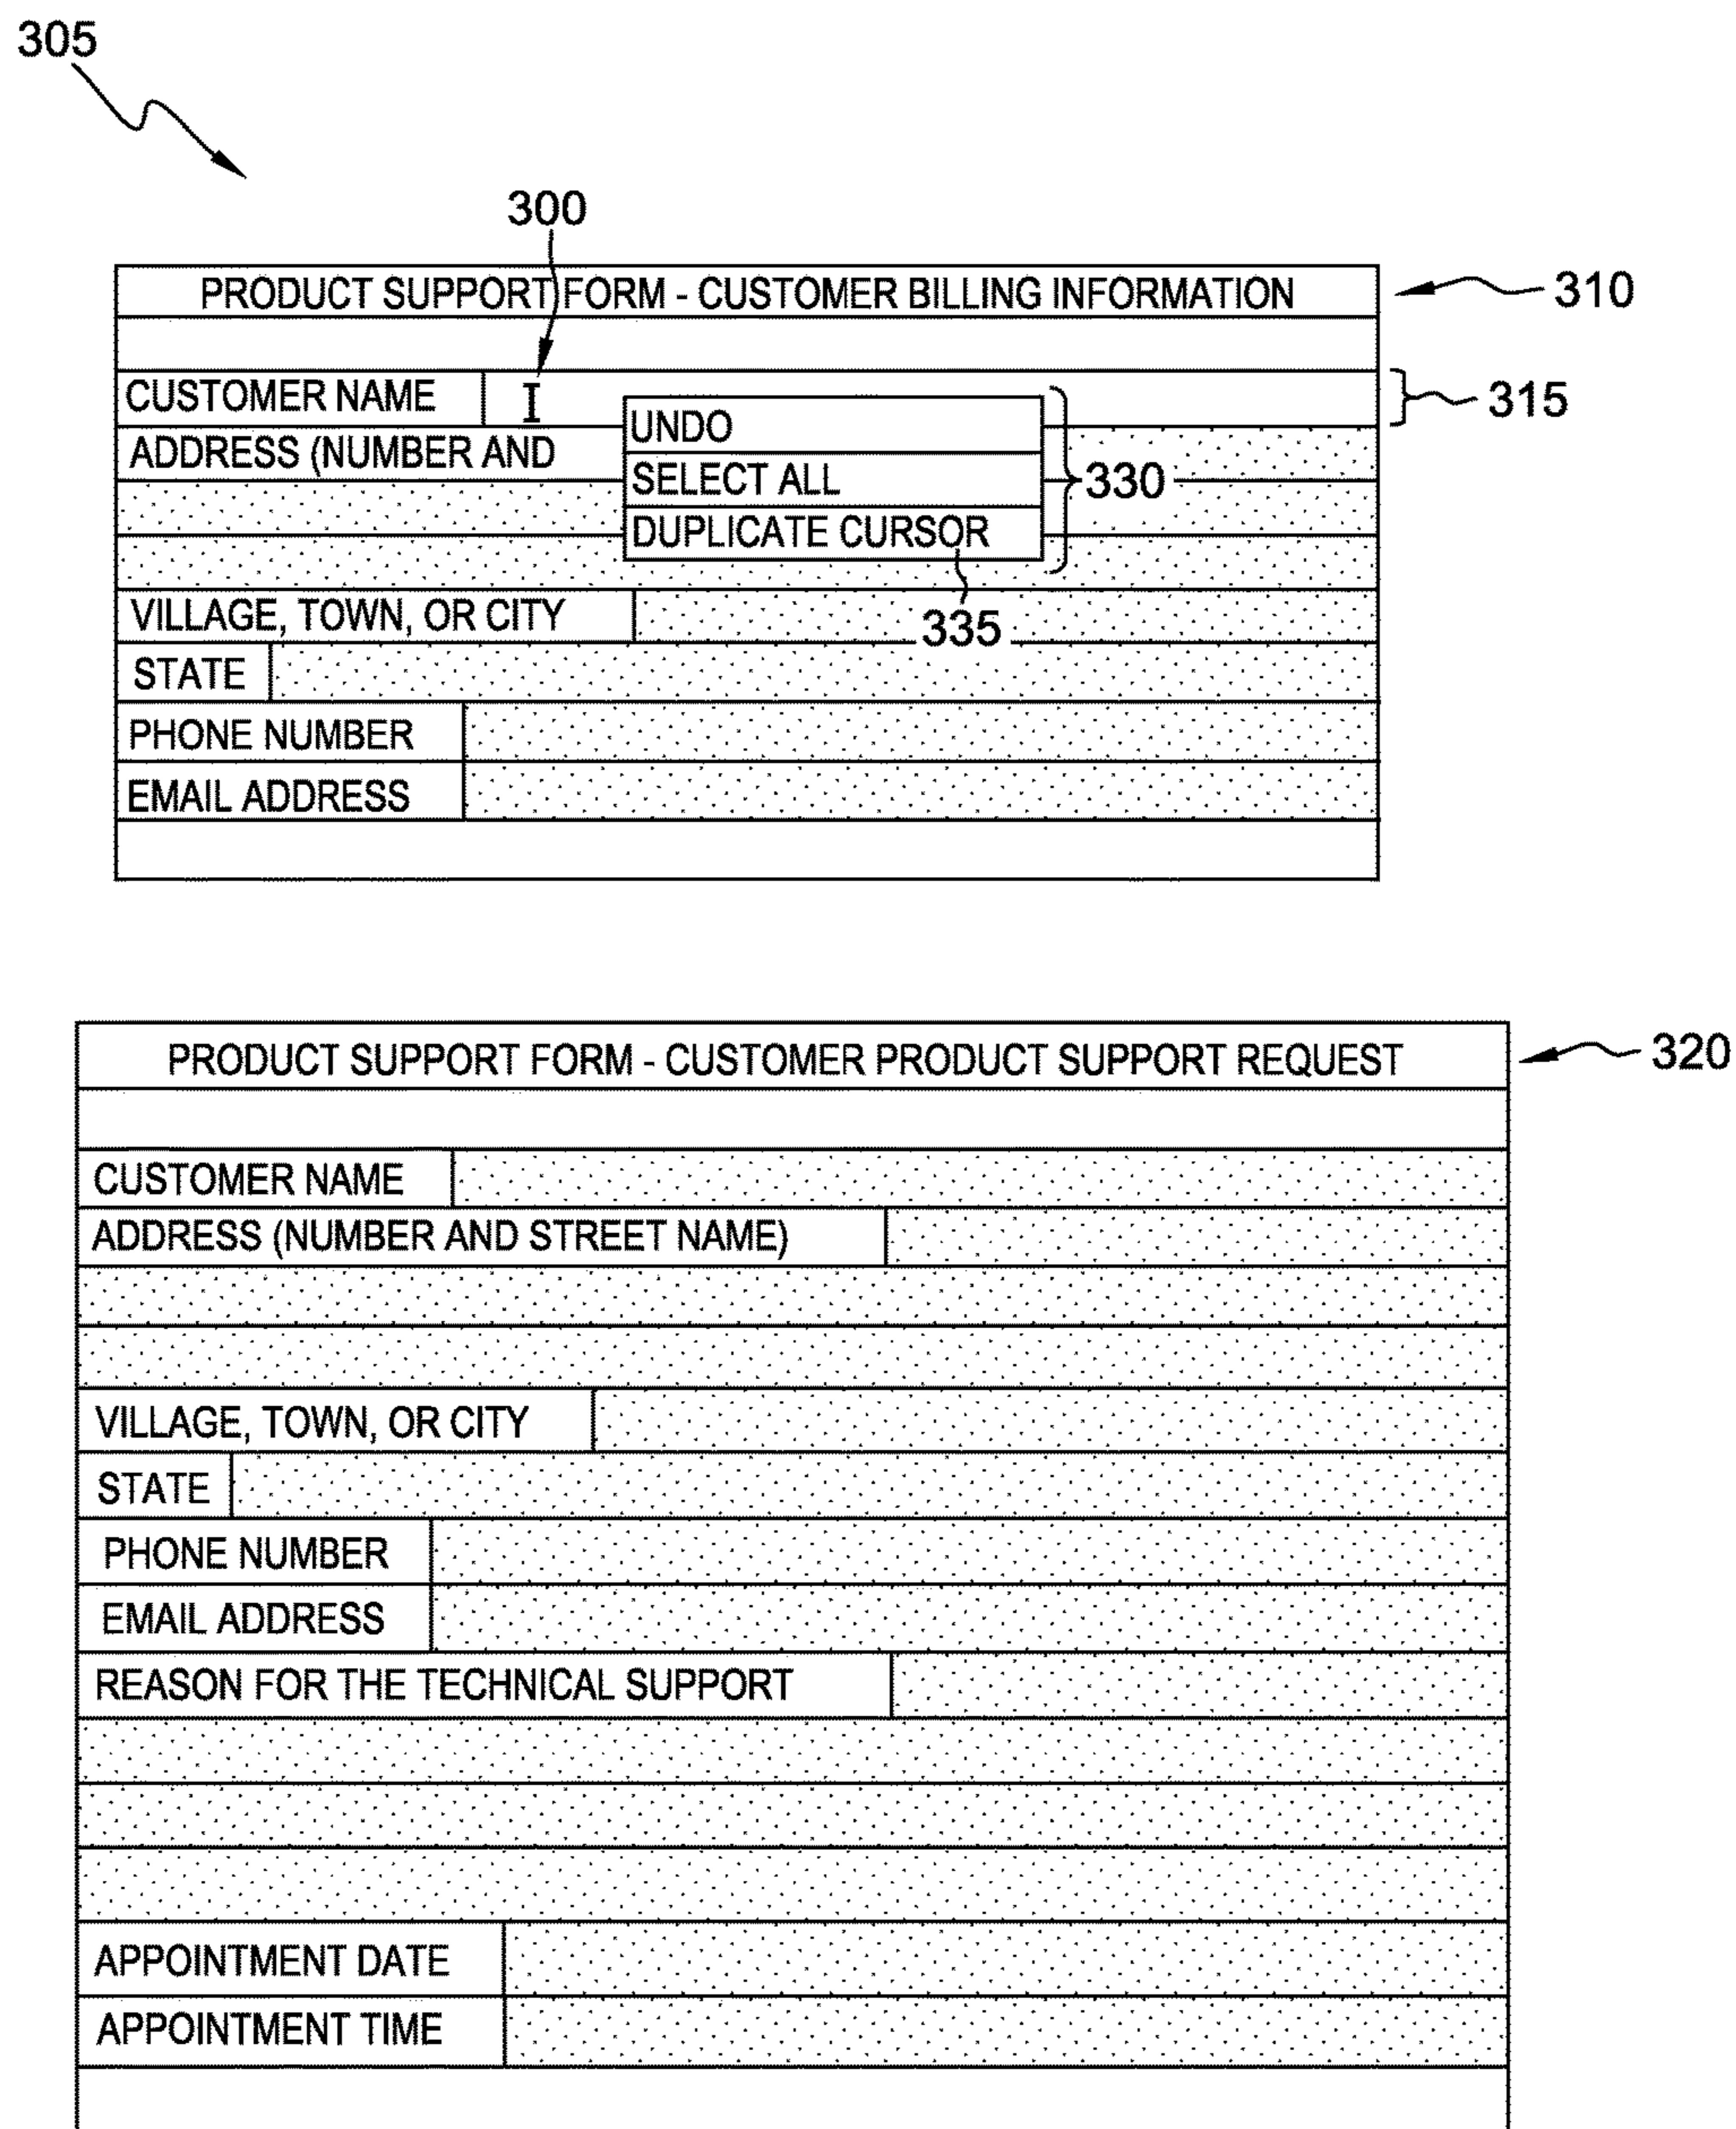 305
300
PRODUCT SUPPORT FORM - CUSTOMER BILLING INFORMATION
310
CUSTOMER NAME
315
UNDO
ADDRESS (NUMBER AND
SELECT ALL
330
DUPLICATE CURSOR
VILLAGE, TOWN, OR CITY
335
STATE
PHONE NUMBER
EMAIL ADDRESS
PRODUCT SUPPORT FORM - CUSTOMER PRODUCT SUPPORT REQUEST
320
CUSTOMER NAME
ADDRESS (NUMBER AND STREET NAME)
VILLAGE, TOWN, OR CITY
STATE
PHONE NUMBER
EMAIL ADDRESS
REASON FOR THE TECHNICAL SUPPORT
APPOINTMENT DATE
APPOINTMENT TIME